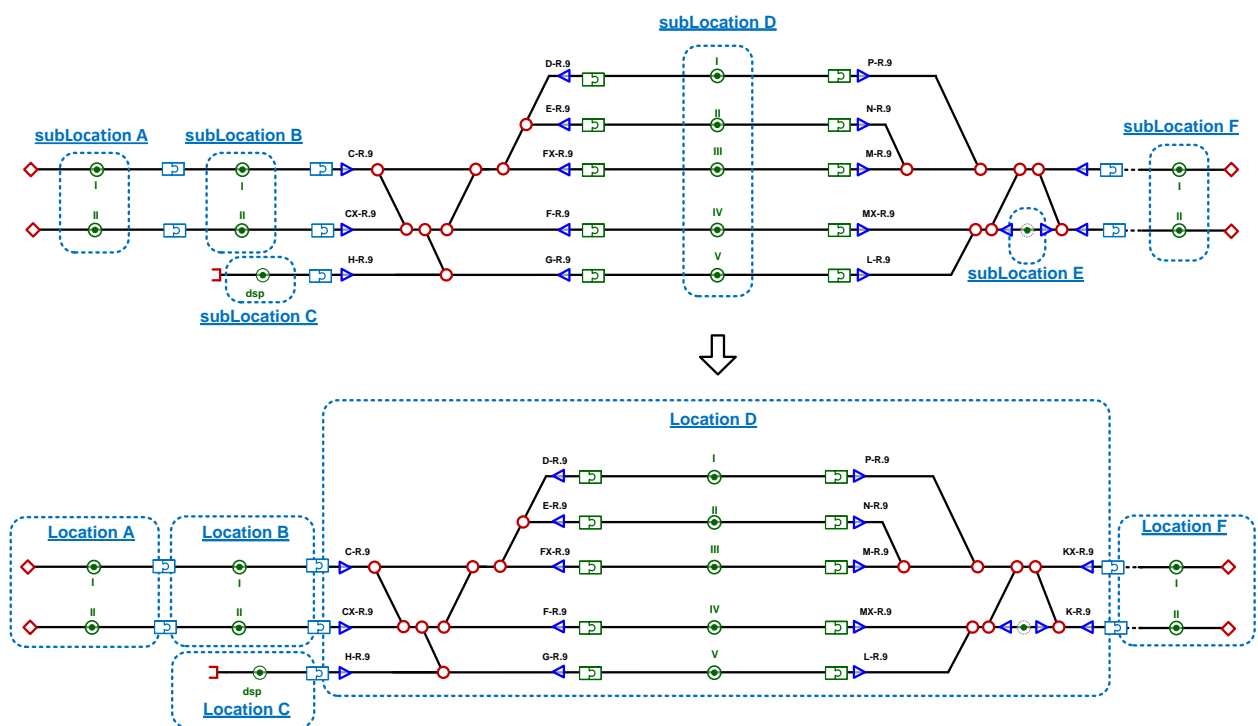 subLocation D
I
D-R.9
P-R.9
II
E-R.9
N-R.9
subLocation A
subLocation B
subLocation F
III
C-R.9
FX-R.9
M-R.9
I
I
I
II
II
IV
II
CX-R.9
F-R.9
MX-R.9
V
H-R.9
G-R.9
L-R.9
subLocation E
dsp
subLocation C
Location D
I
D-R.9
P-R.9
II
E-R.9
N-R.9
Location A
Location B
Location F
III
C-R.9
FX-R.9
M-R.9
KX-R.9
I
I
I
II
II
IV
II
CX-R.9
F-R.9
MX-R.9
K-R.9
V
H-R.9
G-R.9
L-R.9
dsp
Location C